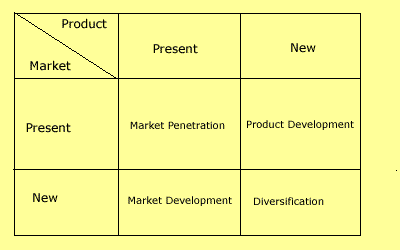 Product
Market
Present
New
Present
Market Penetration
Product Development
New
Market Development
Diversification